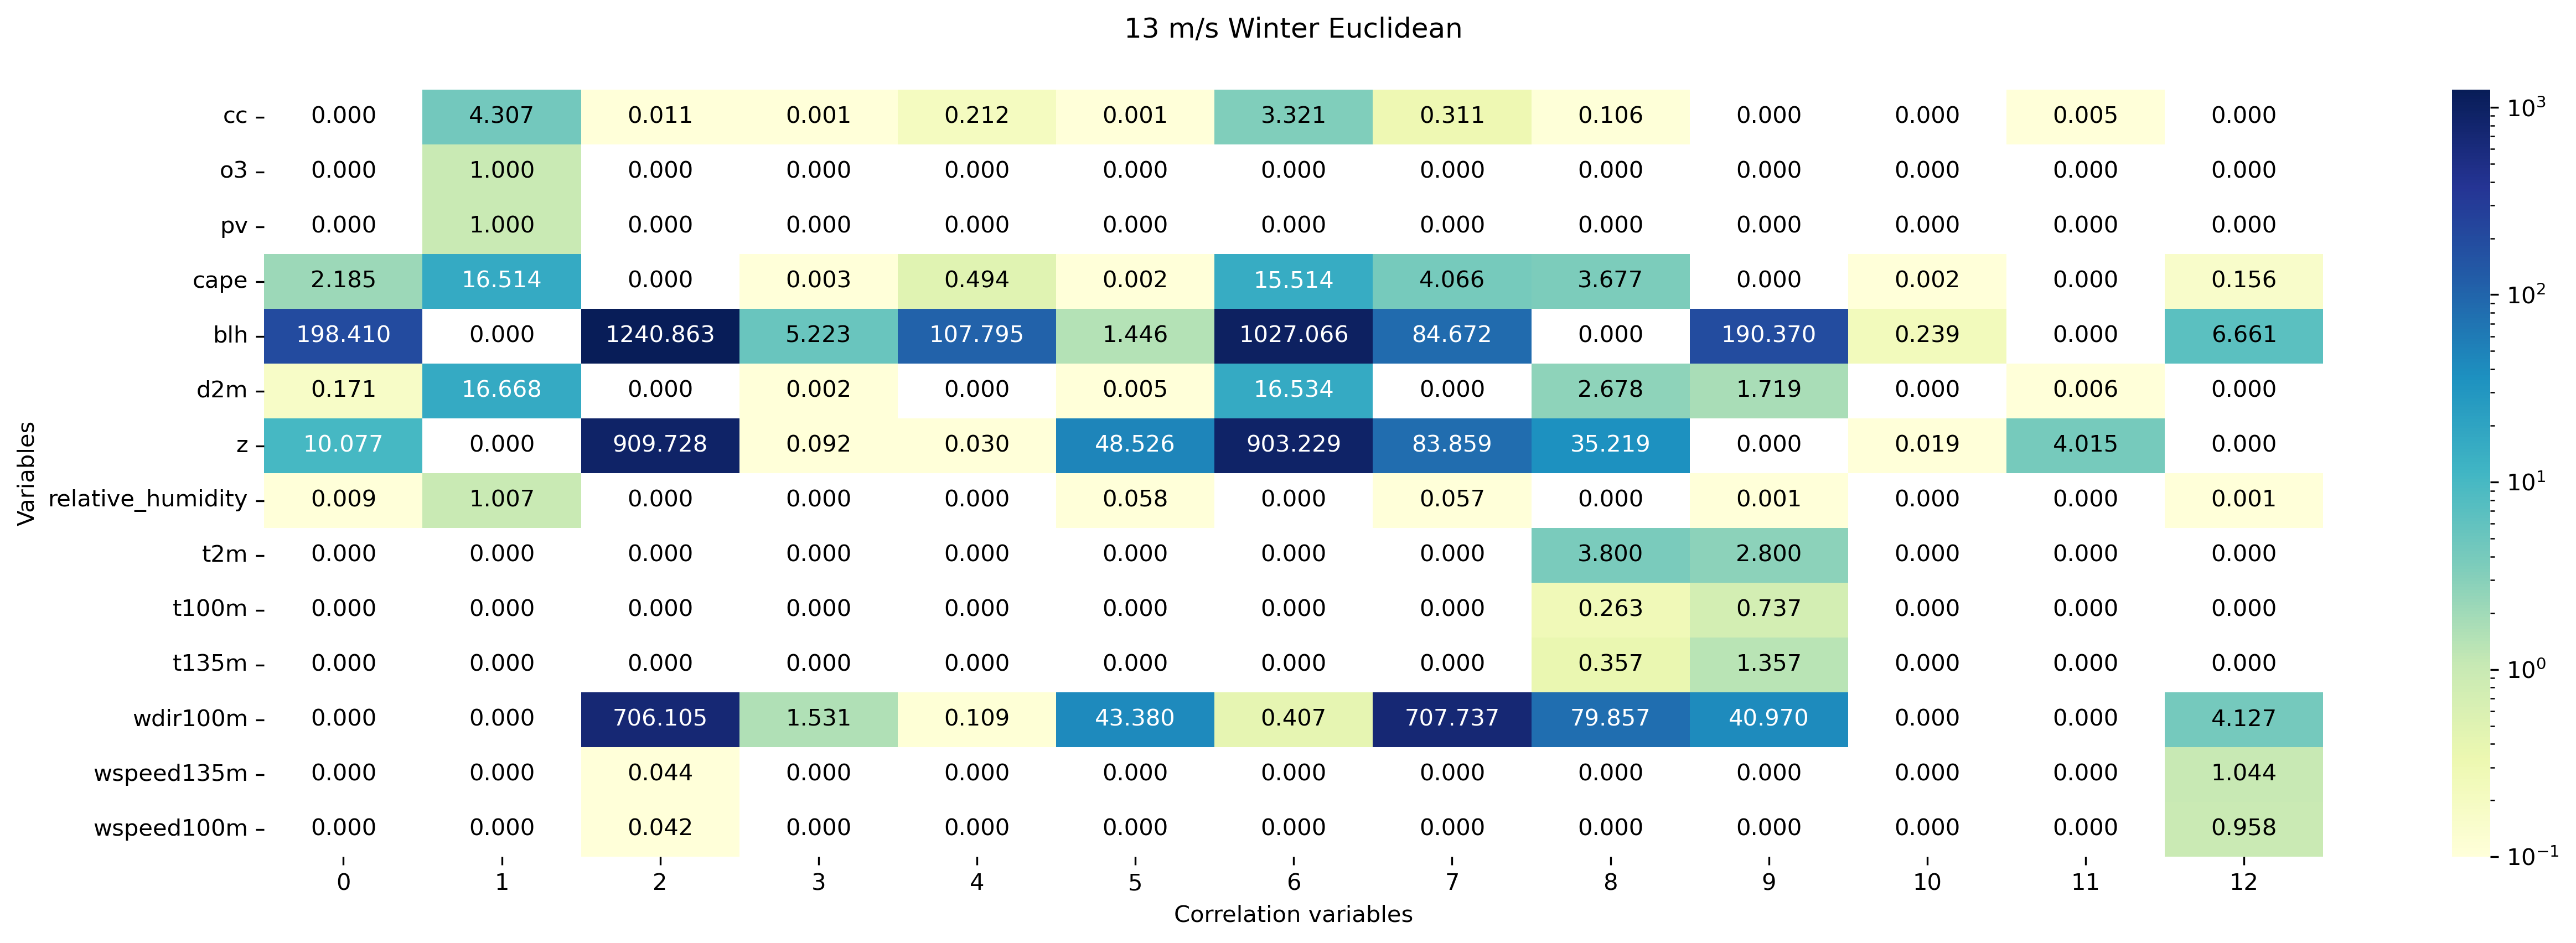 13 m/s Winter Euclidean
cc 0.000 4.307 0.011 0.001 0.212 0.001 3.321 0.311 0.106 0.000 0.000 0.005 0.000
o3 0.000 1.000 0.000 0.000 0.000 0.000 0.000 0.000 0.000 0.000 0.000 0.000 0.000
pv 0.000 1.000 0.000 0.000 0.000 0.000 0.000 0.000 0.000 0.000 0.000 0.000 0.000
cape 2.185 16.514 0.000 0.003 0.494 0.002 15.514 4.066 3.677 0.000 0.002 0.000 0.156
blh 198.410 0.000 1240.863 5.223 107.795 1.446 1027.066 84.672 0.000 190.370 0.239 0.000 6.661
d2m 0.171 16.668 0.000 0.002 0.000 0.005 16.534 0.000 2.678 1.719 0.000 0.006 0.000
z 10.077 0.000 909.728 0.092 0.030 48.526 903.229 83.859 35.219 0.000 0.019 4.015 0.000
relative_humidity 0.009 1.007 0.000 0.000 0.000 0.058 0.000 0.057 0.000 0.001 0.000 0.000 0.001
t2m 0.000 0.000 0.000 0.000 0.000 0.000 0.000 0.000 3.800 2.800 0.000 0.000 0.000
t100m 0.000 0.000 0.000 0.000 0.000 0.000 0.000 0.000 0.263 0.737 0.000 0.000 0.000
t135m 0.000 0.000 0.000 0.000 0.000 0.000 0.000 0.000 0.357 1.357 0.000 0.000 0.000
wdir100m 0.000 0.000 706.105 1.531 0.109 43.380 0.407 707.737 79.857 40.970 0.000 0.000 4.127
wspeed135m 0.000 0.000 0.044 0.000 0.000 0.000 0.000 0.000 0.000 0.000 0.000 0.000 1.044
wspeed100m 0.000 0.000 0.042 0.000 0.000 0.000 0.000 0.000 0.000 0.000 0.000 0.000 0.958
0 1 2 3 4 5 6 7 8 9 10 11 12
Correlation variables
Variables
10³
10²
10¹
10⁰
10⁻¹